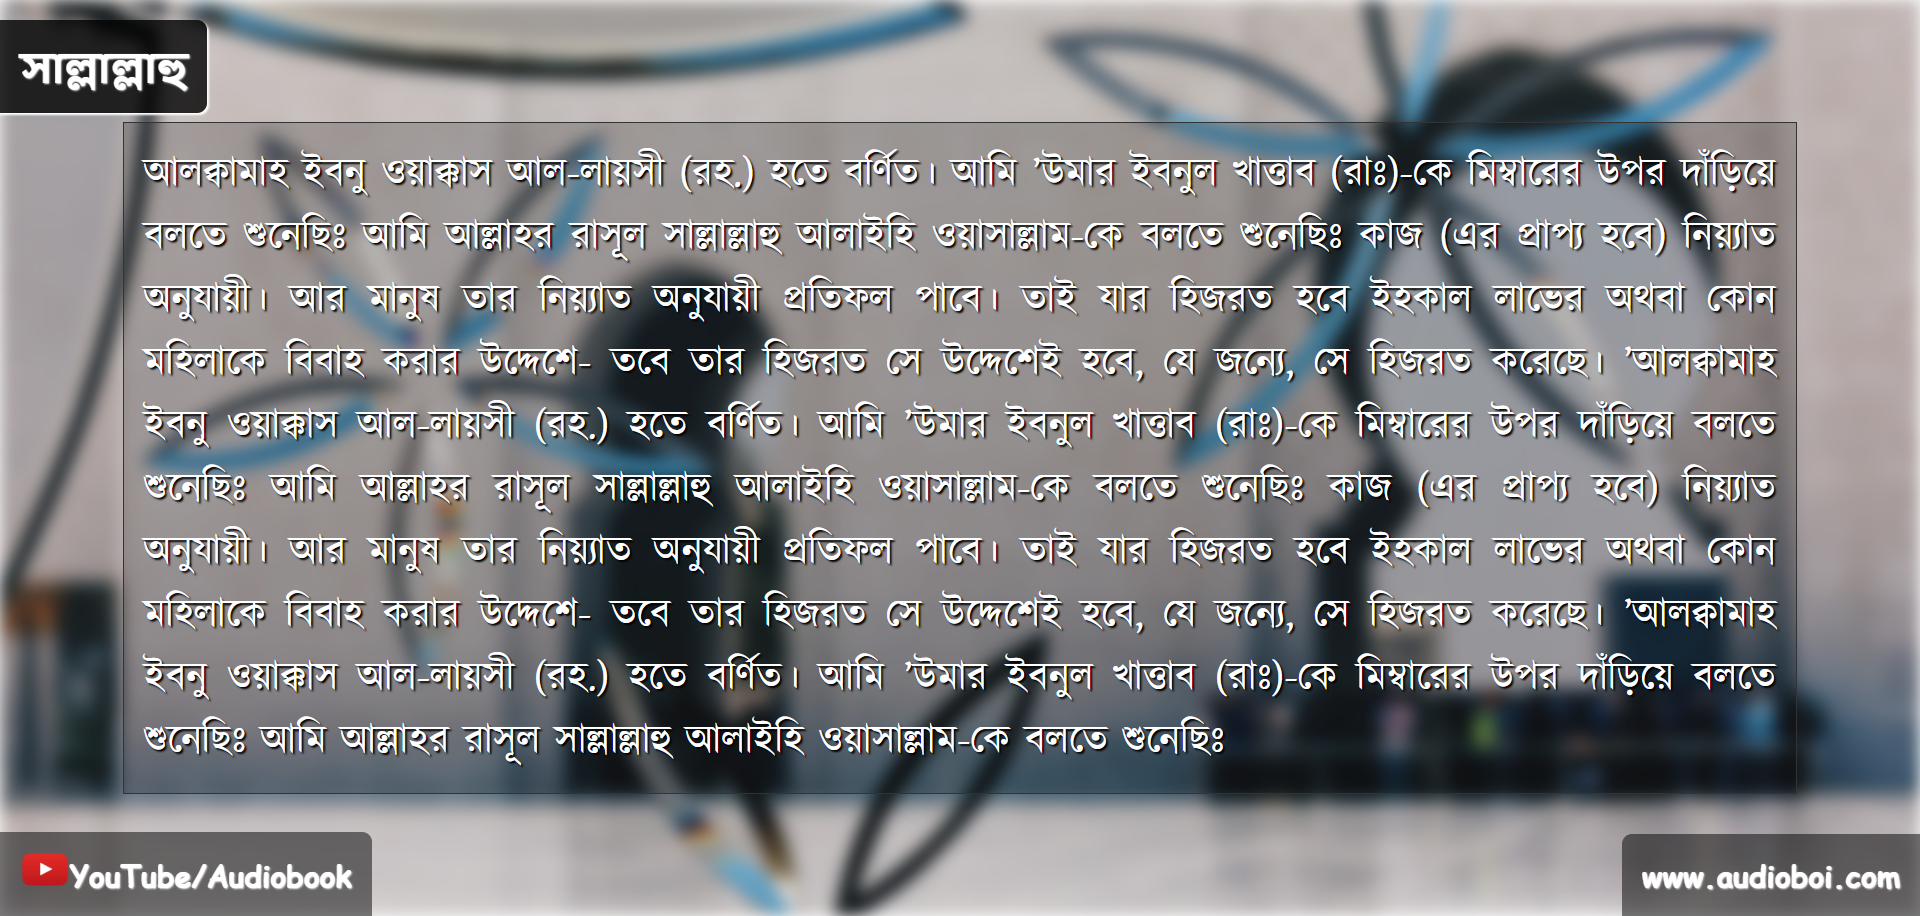 সাল্লাল্লাহু
আলক্বামাহ ইবনু ওয়াক্কাস আল-লায়সী (রহ.) হতে বর্ণিত। আমি ’উমার ইবনুল খাত্তাব (রাঃ)-কে মিম্বারের উপর দাঁড়িয়ে
বলতে শুনেছিঃ আমি আল্লাহর রাসূল সাল্লাল্লাহু আলাইহি ওয়াসাল্লাম-কে বলতে শুনেছিঃ কাজ (এর প্রাপ্য হবে) নিয়্যাত
অনুযায়ী। আর মানুষ তার নিয়্যাত অনুযায়ী প্রতিফল পাবে। তাই যার হিজরত হবে ইহকাল লাভের অথবা কোন
মহিলাকে বিবাহ করার উদ্দেশে- তবে তার হিজরত সে উদ্দেশেই হবে, যে জন্যে, সে হিজরত করেছে। ’আলক্বামাহ
ইবনু ওয়াক্কাস আল-লায়সী (রহ.) হতে বর্ণিত। আমি ’উমার ইবনুল খাত্তাব (রাঃ)-কে মিম্বারের উপর দাঁড়িয়ে বলতে
শুনেছিঃ আমি আল্লাহর রাসূল সাল্লাল্লাহু আলাইহি ওয়াসাল্লাম-কে বলতে শুনেছিঃ কাজ (এর প্রাপ্য হবে) নিয়্যাত
অনুযায়ী। আর মানুষ তার নিয়্যাত অনুযায়ী প্রতিফল পাবে। তাই যার হিজরত হবে ইহকাল লাভের অথবা কোন
মহিলাকে বিবাহ করার উদ্দেশে- তবে তার হিজরত সে উদ্দেশেই হবে, যে জন্যে, সে হিজরত করেছে। ’আলক্বামাহ
ইবনু ওয়াক্কাস আল-লায়সী (রহ.) হতে বর্ণিত। আমি ’উমার ইবনুল খাত্তাব (রাঃ)-কে মিম্বারের উপর দাঁড়িয়ে বলতে
শুনেছিঃ আমি আল্লাহর রাসূল সাল্লাল্লাহু আলাইহি ওয়াসাল্লাম-কে বলতে শুনেছিঃ
YouTube/Audiobook
www.audioboi.com